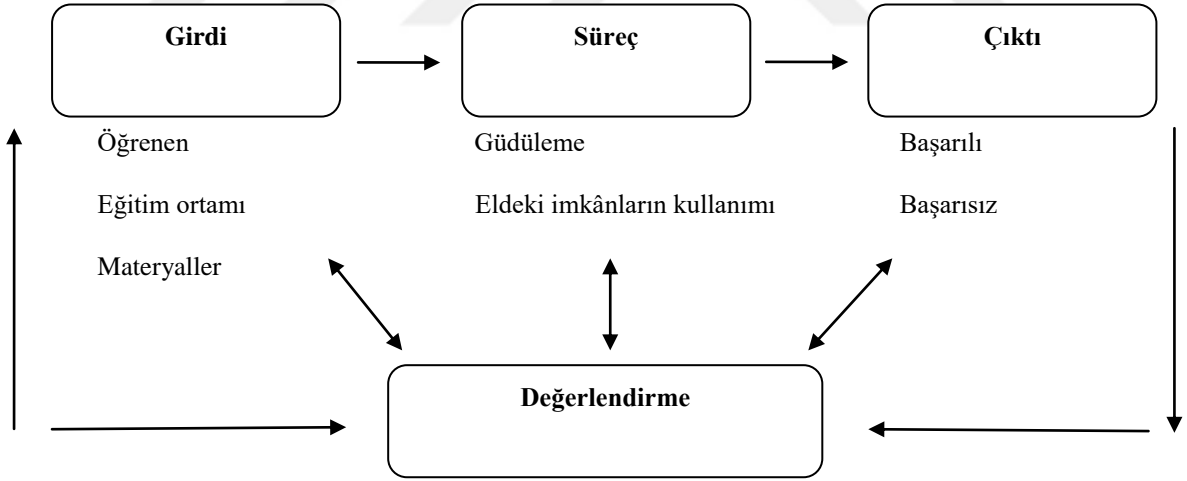 Girdi
Süreç
Çıktı
Öğrenen
Güdüleme
Başarılı
Eğitim ortamı
Eldeki imkânların kullanımı
Başarısız
Materyaller
Değerlendirme